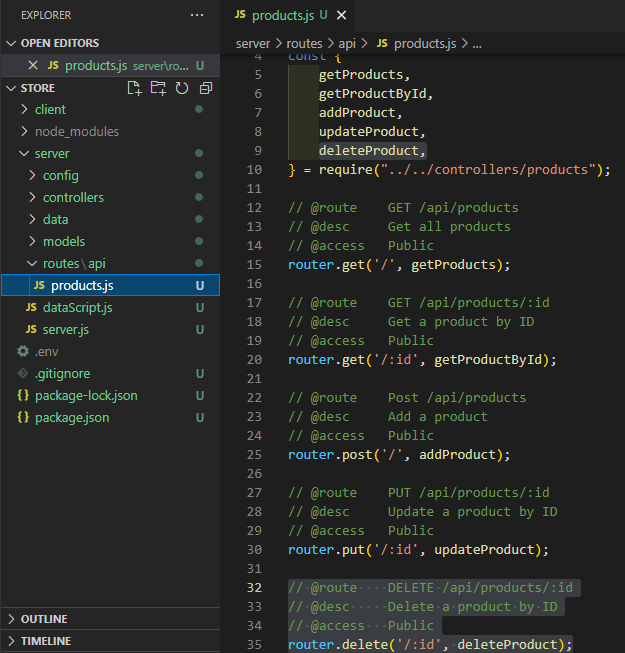 EXPLORER ...
OPEN EDITORS
JS products.js server\ro... U
STORE
client
node_modules
server
config
controllers
data
models
routes\api
JS products.js U
JS dataScript.js U
JS server.js U
.env
.gitignore U
{} package-lock.json U
{} package.json U
OUTLINE
TIMELINE
JS products.js U
server > routes > api > JS products.js > ...
4 const {
5 getProducts,
6 getProductById,
7 addProduct,
8 updateProduct,
9 deleteProduct,
10 } = require("../../controllers/products");
11
12 // @route    GET /api/products
13 // @desc     Get all products
14 // @access   Public
15 router.get('/', getProducts);
16
17 // @route    GET /api/products/:id
18 // @desc     Get a product by ID
19 // @access   Public
20 router.get('/:id', getProductById);
21
22 // @route    Post /api/products
23 // @desc     Add a product
24 // @access   Public
25 router.post('/', addProduct);
26
27 // @route    PUT /api/products/:id
28 // @desc     Update a product by ID
29 // @access   Public
30 router.put('/:id', updateProduct);
31
32 // @route    DELETE /api/products/:id
33 // @desc     Delete a product by ID
34 // @access   Public
35 router.delete('/:id', deleteProduct);